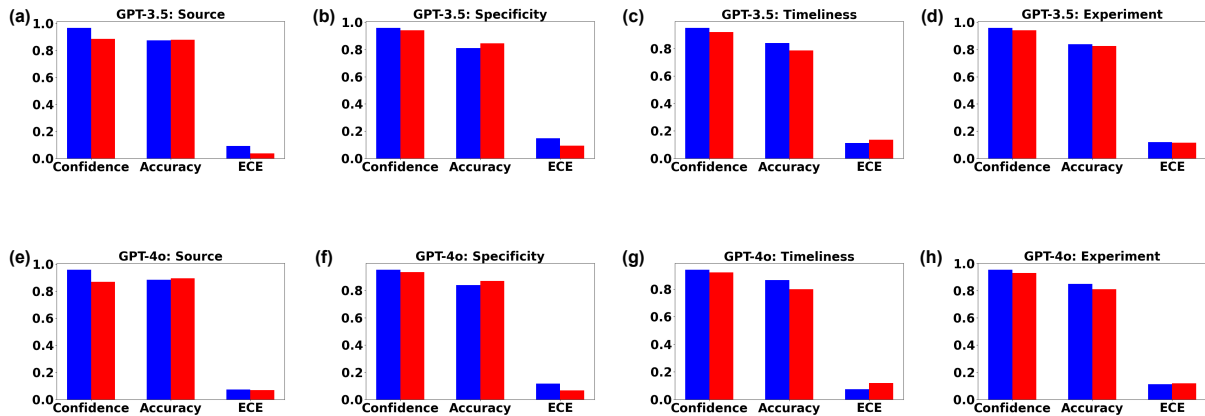 (a) GPT-3.5: Source
1.0
0.8
0.6
0.4
0.2
0.0
Confidence Accuracy ECE
(b) GPT-3.5: Specificity
1.0
0.8
0.6
0.4
0.2
0.0
Confidence Accuracy ECE
(c) GPT-3.5: Timeliness
0.8
0.6
0.4
0.2
0.0
Confidence Accuracy ECE
(d) GPT-3.5: Experiment
1.0
0.8
0.6
0.4
0.2
0.0
Confidence Accuracy ECE
(e) GPT-4o: Source
1.0
0.8
0.6
0.4
0.2
0.0
Confidence Accuracy ECE
(f) GPT-4o: Specificity
0.8
0.6
0.4
0.2
0.0
Confidence Accuracy ECE
(g) GPT-4o: Timeliness
0.8
0.6
0.4
0.2
0.0
Confidence Accuracy ECE
(h) GPT-4o: Experiment
1.0
0.8
0.6
0.4
0.2
0.0
Confidence Accuracy ECE